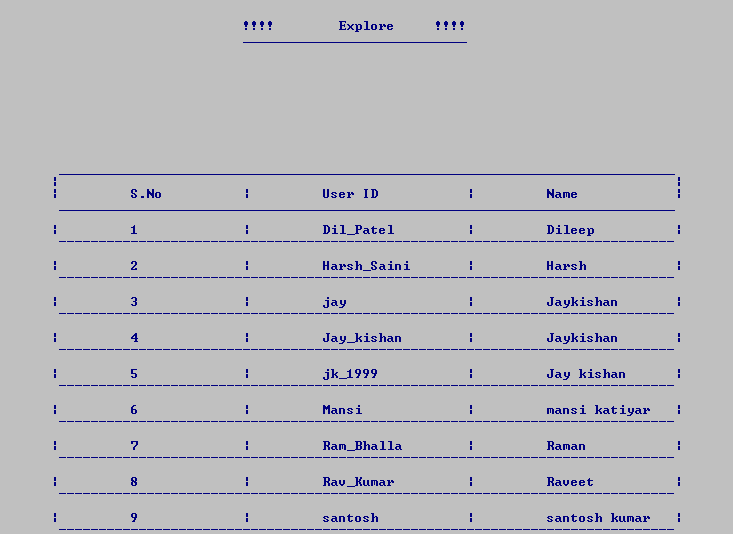 !!!! Explore !!!!
¦ S.No ¦ User ID ¦ Name ¦
¦ 1 ¦ Dil_Patel ¦ Dileep ¦
¦ 2 ¦ Harsh_Saini ¦ Harsh ¦
¦ 3 ¦ jay ¦ Jaykishan ¦
¦ 4 ¦ Jay_kishan ¦ Jaykishan ¦
¦ 5 ¦ jk_1999 ¦ Jay kishan ¦
¦ 6 ¦ Mansi ¦ mansi katiyar ¦
¦ 7 ¦ Ram_Bhalla ¦ Raman ¦
¦ 8 ¦ Rav_Kumar ¦ Raveet ¦
¦ 9 ¦ santosh ¦ santosh kumar ¦